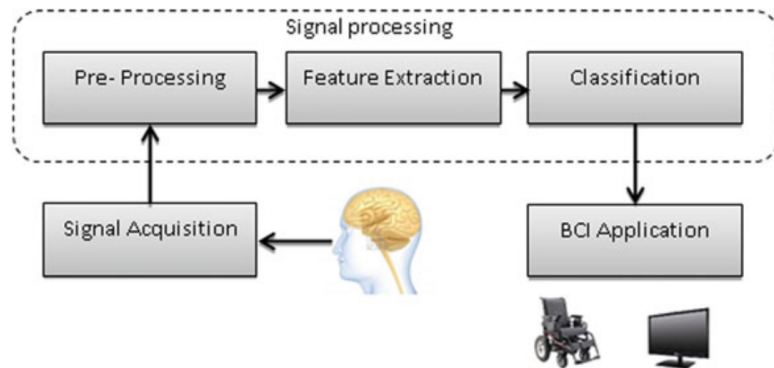 Signal processing
Pre- Processing
Feature Extraction
Classification
Signal Acquisition
BCI Application